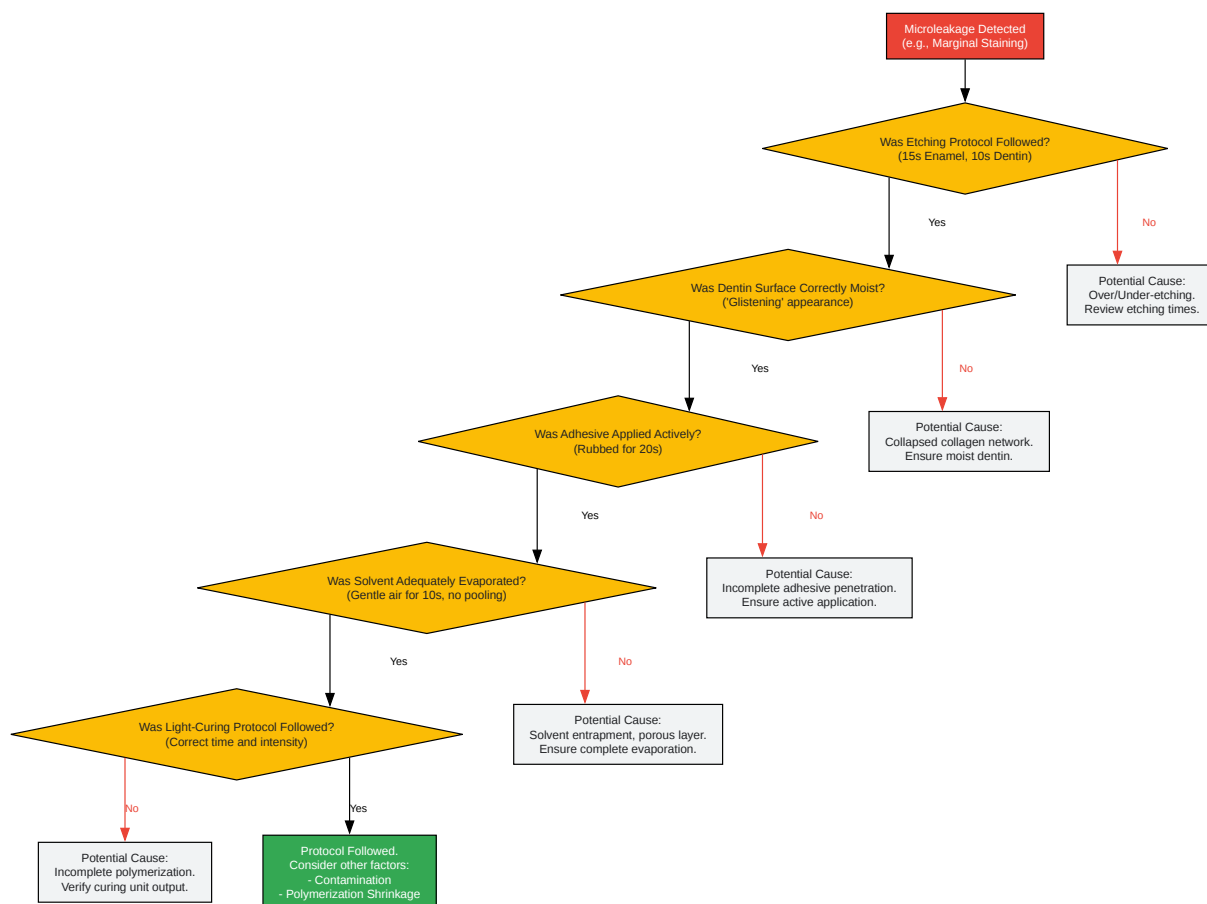 Microleakage Detected
(e.g., Marginal Staining)
Was Etching Protocol Followed?
(15s Enamel, 10s Dentin)
Yes
No
Potential Cause:
Over/Under-etching.
Review etching times.
Was Dentin Surface Correctly Moist?
('Glistening' appearance)
Yes
No
Potential Cause:
Collapsed collagen network.
Ensure moist dentin.
Was Adhesive Applied Actively?
(Rubbed for 20s)
Yes
No
Potential Cause:
Incomplete adhesive penetration.
Ensure active application.
Was Solvent Adequately Evaporated?
(Gentle air for 10s, no pooling)
Yes
No
Potential Cause:
Solvent entrapment, porous layer.
Ensure complete evaporation.
Was Light-Curing Protocol Followed?
(Correct time and intensity)
No
Yes
Potential Cause:
Incomplete polymerization.
Verify curing unit output.
Protocol Followed.
Consider other factors:
- Contamination
- Polymerization Shrinkage